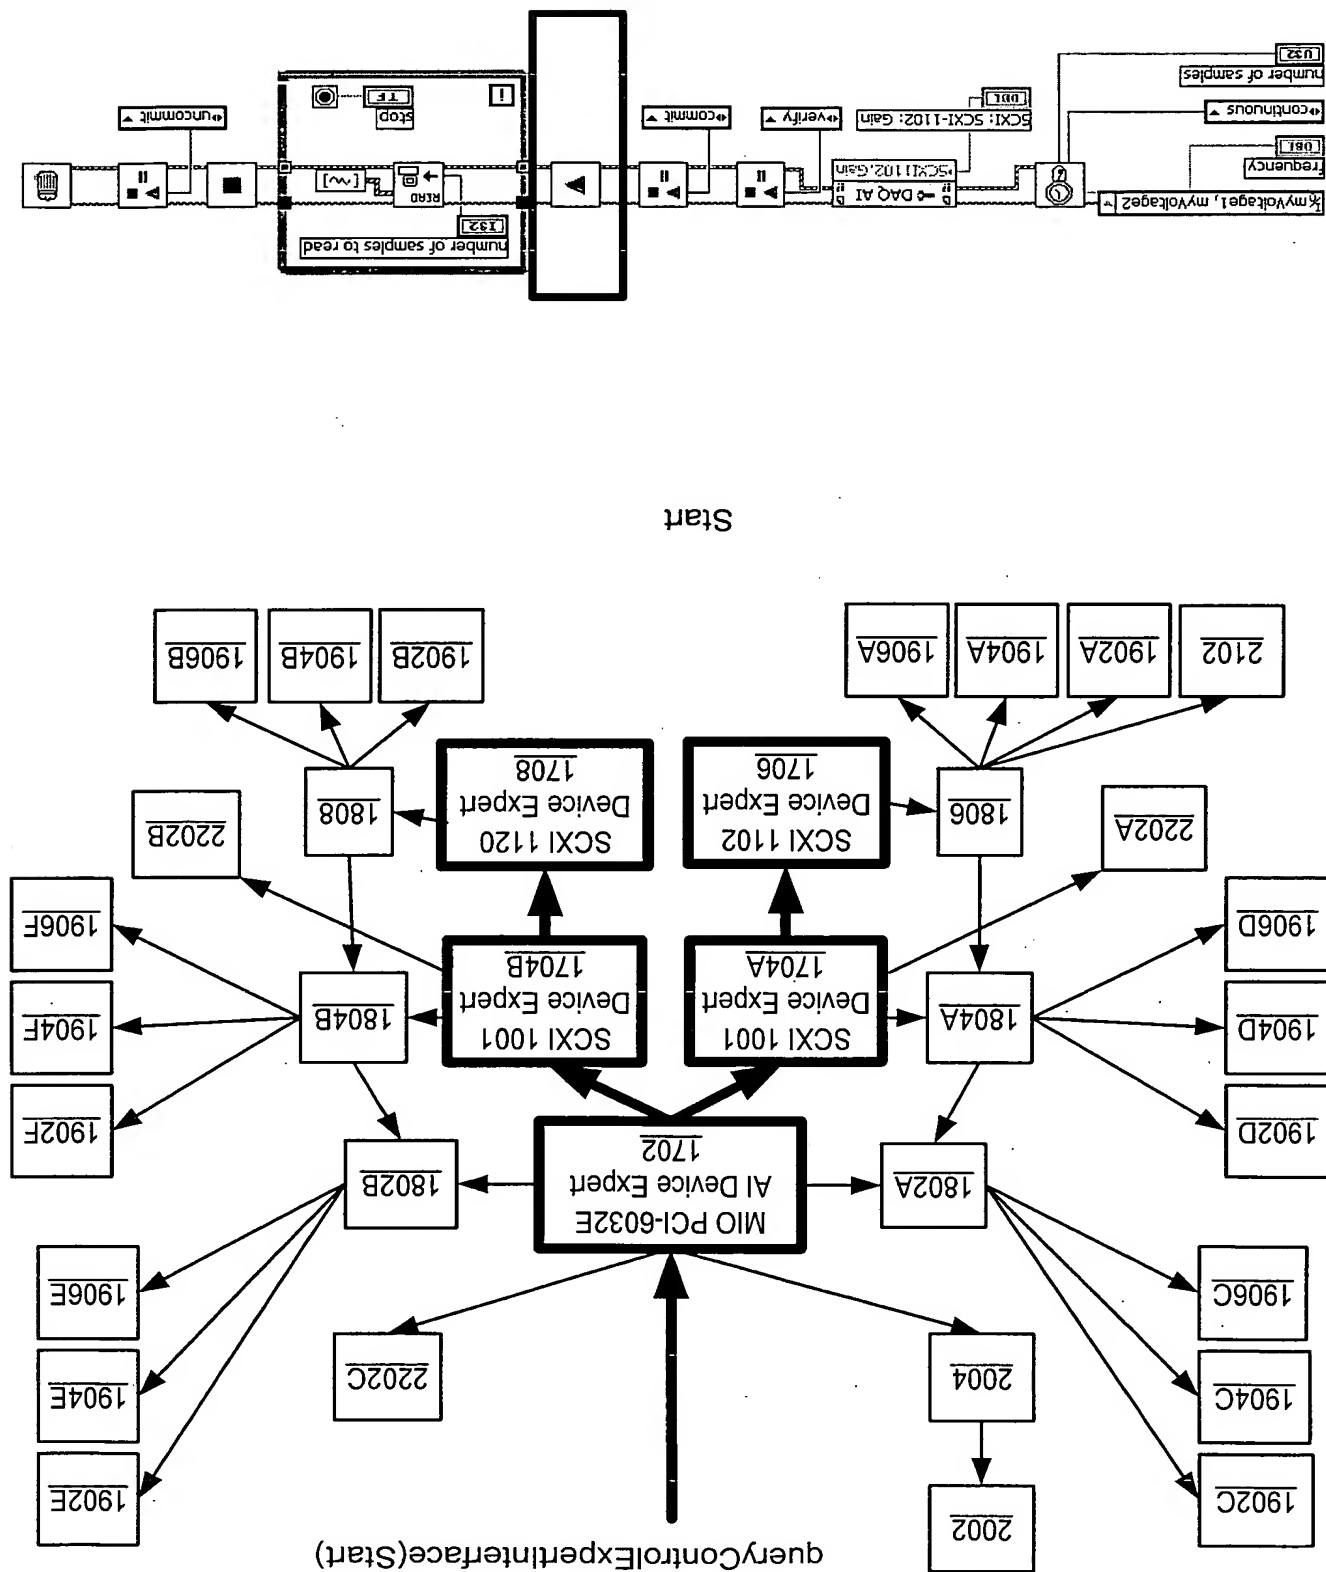 queryControlExpertInterface(Start)
1902C
2002
1902E
1904C
2004
2202C
1904E
1906C
1906E
MIO PCI-6032E
AI Device Expert
1702
1802A
1802B
1902D
1902F
1904D
1804A
SCXI 1001
Device Expert
1704A
SCXI 1001
Device Expert
1704B
1804B
1904F
1906D
1906F
2202A
1806
SCXI 1102
Device Expert
1706
SCXI 1120
Device Expert
1708
1808
2202B
2102
1902A
1904A
1906A
1902B
1904B
1906B
Start
myVoltage1, myVoltage2
frequency
DBL
continuous
number of samples
U32
DAQ AI
SCXI1102.Gain
SCXI: SCXI-1102: Gain
DBL
verify
commit
number of samples to read
I32
READ
stop
TF
i
uncommit